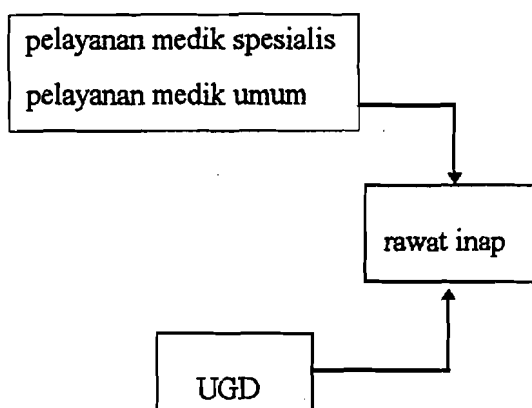 pelayanan medik spesialis
pelayanan medik umum
rawat inap
UGD